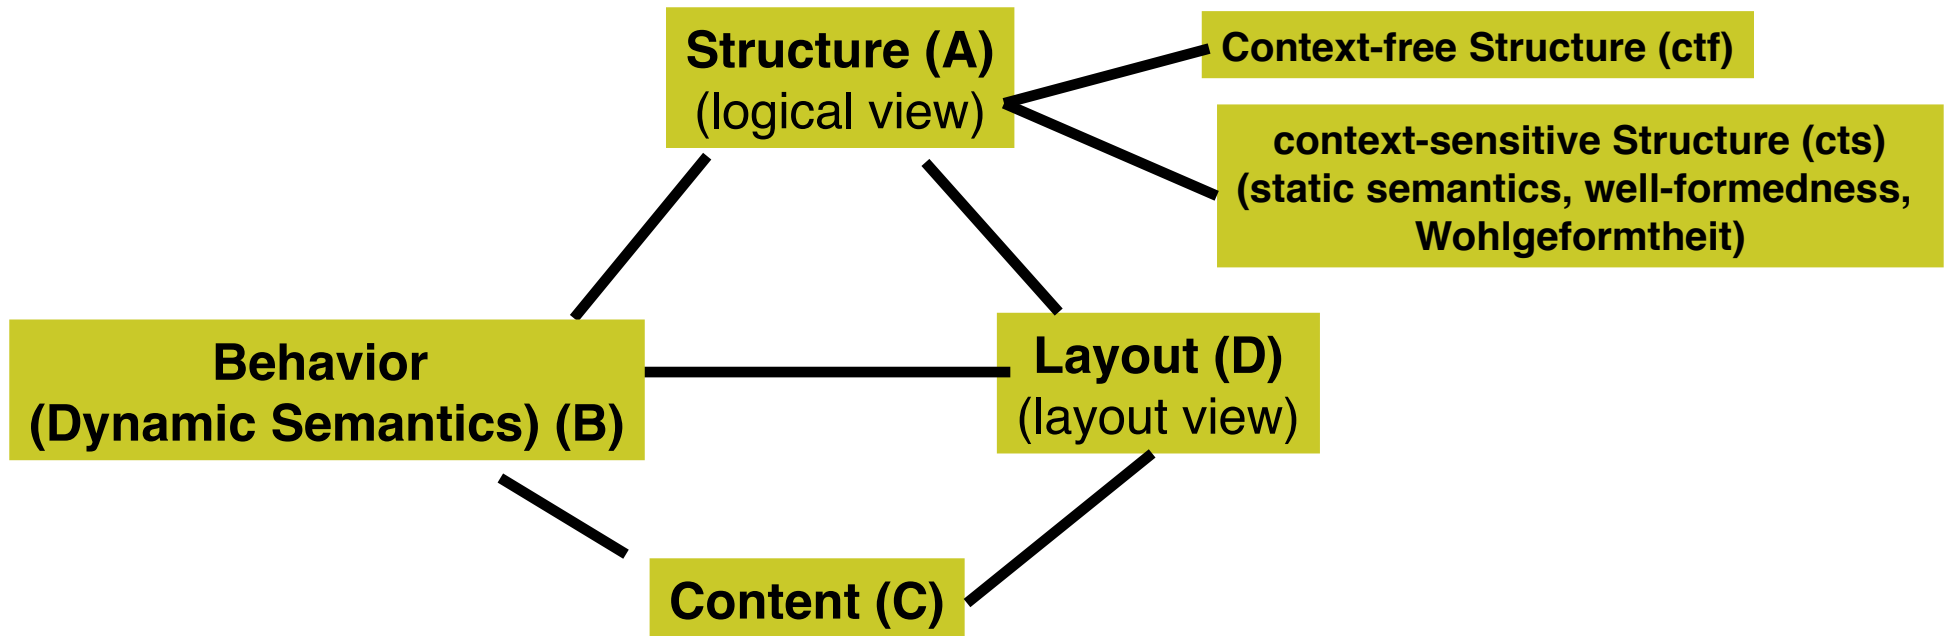 Structure (A)
(logical view)
Context-free Structure (ctf)
context-sensitive Structure (cts)
(static semantics, well-formedness,
Wohlgeformtheit)
Behavior
(Dynamic Semantics) (B)
Layout (D)
(layout view)
Content (C)